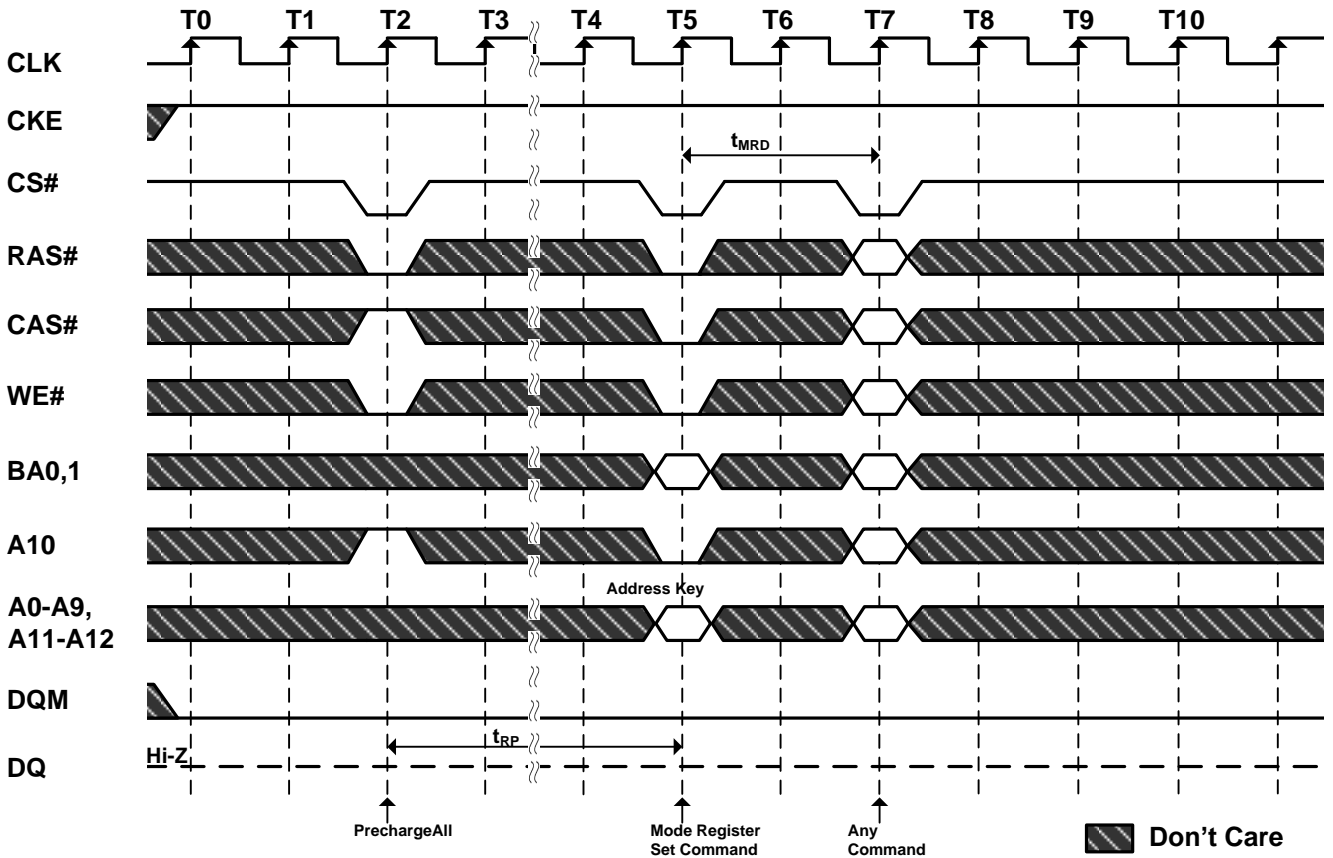 T0 T1 T2 T3 T4 T5 T6 T7 T8 T9 T10
CLK
CKE
tMRD
CS#
RAS#
CAS#
WE#
BA0,1
A10
Address Key
A0-A9,
A11-A12
DQM
tRP
Hi-Z
DQ
PrechargeAll
Mode Register
Set Command
Any
Command
Don't Care